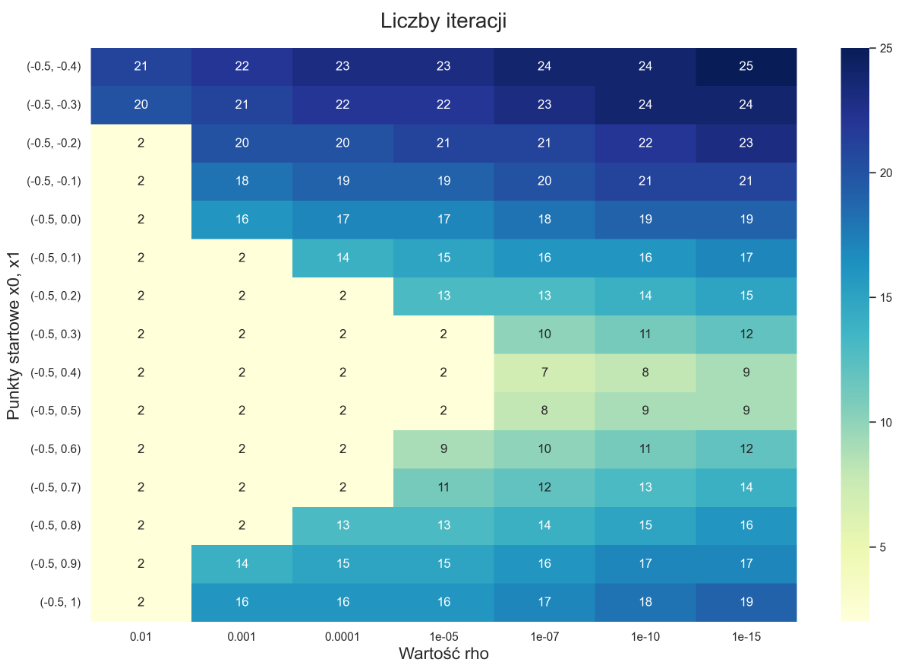 Liczby iteracji
Punkty startowe x0, x1
(-0.5, -0.4) 21 22 23 23 24 24 25
(-0.5, -0.3) 20 21 22 22 23 24 24
(-0.5, -0.2) 2 20 20 21 21 22 23
(-0.5, -0.1) 2 18 19 19 20 21 21
(-0.5, 0.0) 2 16 17 17 18 19 19
(-0.5, 0.1) 2 2 14 15 16 16 17
(-0.5, 0.2) 2 2 2 13 13 14 15
(-0.5, 0.3) 2 2 2 2 10 11 12
(-0.5, 0.4) 2 2 2 2 7 8 9
(-0.5, 0.5) 2 2 2 2 8 9 9
(-0.5, 0.6) 2 2 2 9 10 11 12
(-0.5, 0.7) 2 2 2 11 12 13 14
(-0.5, 0.8) 2 2 13 13 14 15 16
(-0.5, 0.9) 2 14 15 15 16 17 17
(-0.5, 1) 2 16 16 16 17 18 19
0.01 0.001 0.0001 1e-05 1e-07 1e-10 1e-15
Wartość rho
25
20
15
10
5